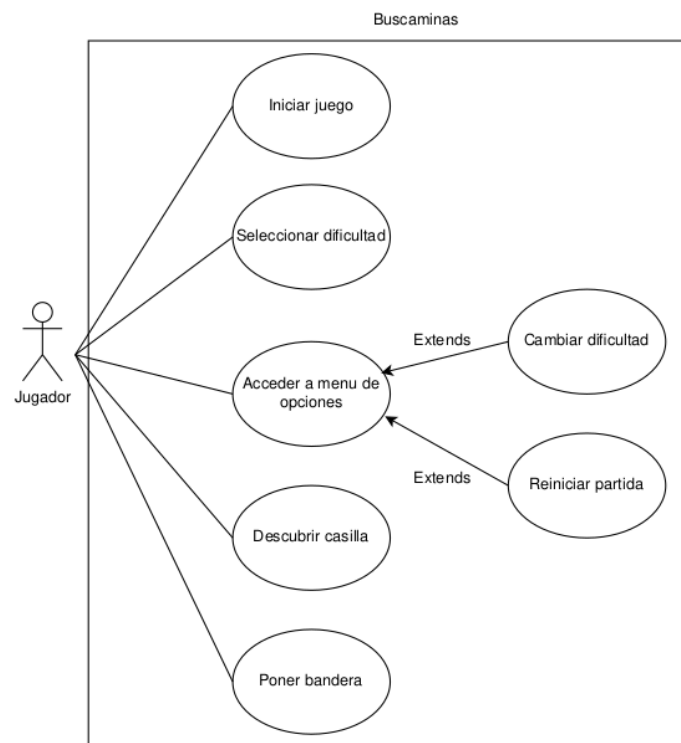 Buscaminas
Iniciar juego
Seleccionar dificultad
Extends
Cambiar dificultad
Jugador
Acceder a menu de
opciones
Extends
Reiniciar partida
Descubrir casilla
Poner bandera